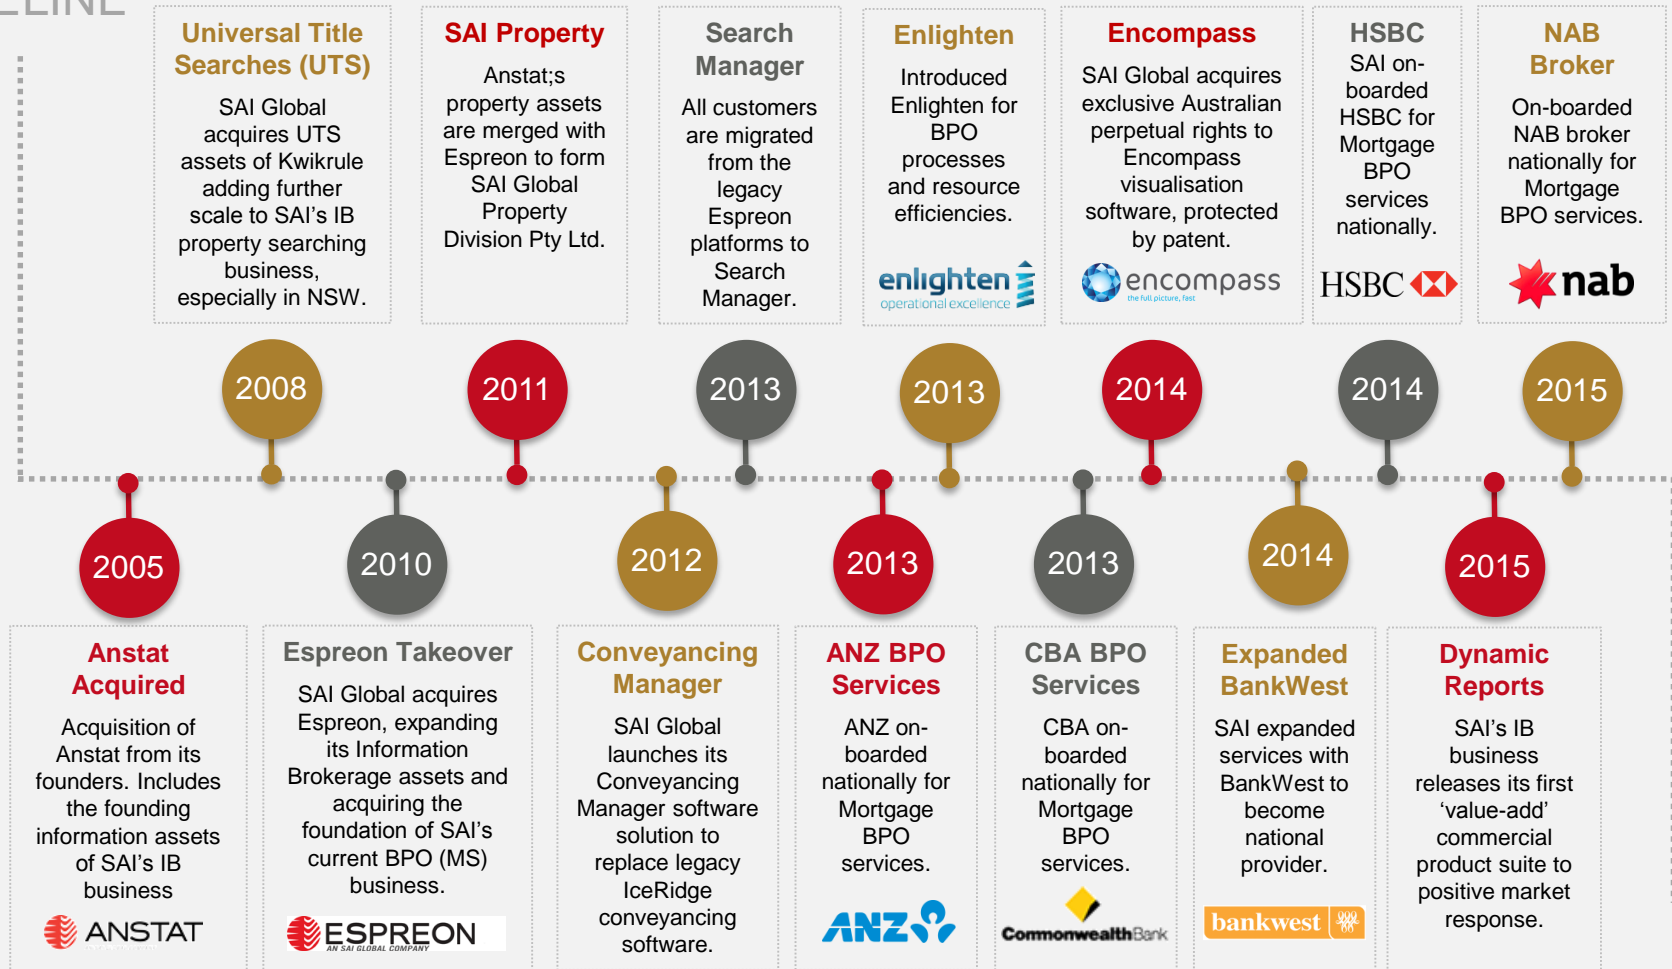 ELINE
Universal Title
Searches (UTS)
SAI Global
acquires UTS
assets of Kwikrule
adding further
scale to SAI's IB
property searching
business,
especially in NSW.
SAI Property
Anstat;s
property assets
are merged with
Espreon to form
SAI Global
Property
Division Pty Ltd.
Search
Manager
All customers
are migrated
from the
legacy
Espreon
platforms to
Search
Manager.
Enlighten
Introduced
Enlighten for
BPO
processes
and resource
efficiencies.
enlighten
operational excellence
Encompass
SAI Global acquires
exclusive Australian
perpetual rights to
Encompass
visualisation
software, protected
by patent.
encompass
the full picture, fast
HSBC
SAI on-
boarded
HSBC for
Mortgage
BPO
services
nationally.
HSBC
NAB
Broker
On-boarded
NAB broker
nationally for
Mortgage
BPO services.
nab
2008
2011
2013
2013
2014
2014
2015
2005
2010
2012
2013
2013
2014
2015
Anstat
Acquired
Acquisition of
Anstat from its
founders. Includes
the founding
information assets
of SAI's IB
business
ANSTAT
Espreon Takeover
SAI Global acquires
Espreon, expanding
its Information
Brokerage assets and
acquiring the
foundation of SAI's
current BPO (MS)
business.
ESPREON
AN SAI GLOBAL COMPANY
Conveyancing
Manager
SAI Global
launches its
Conveyancing
Manager software
solution to
replace legacy
IceRidge
conveyancing
software.
ANZ BPO
Services
ANZ on-
boarded
nationally for
Mortgage
BPO
services.
ANZ
CBA BPO
Services
CBA on-
boarded
nationally for
Mortgage
BPO
services.
CommonwealthBank
Expanded
BankWest
SAI expanded
services with
BankWest to
become
national
provider.
bankwest
Dynamic
Reports
SAI's IB
business
releases its first
‘value-add’
commercial
product suite to
positive market
response.